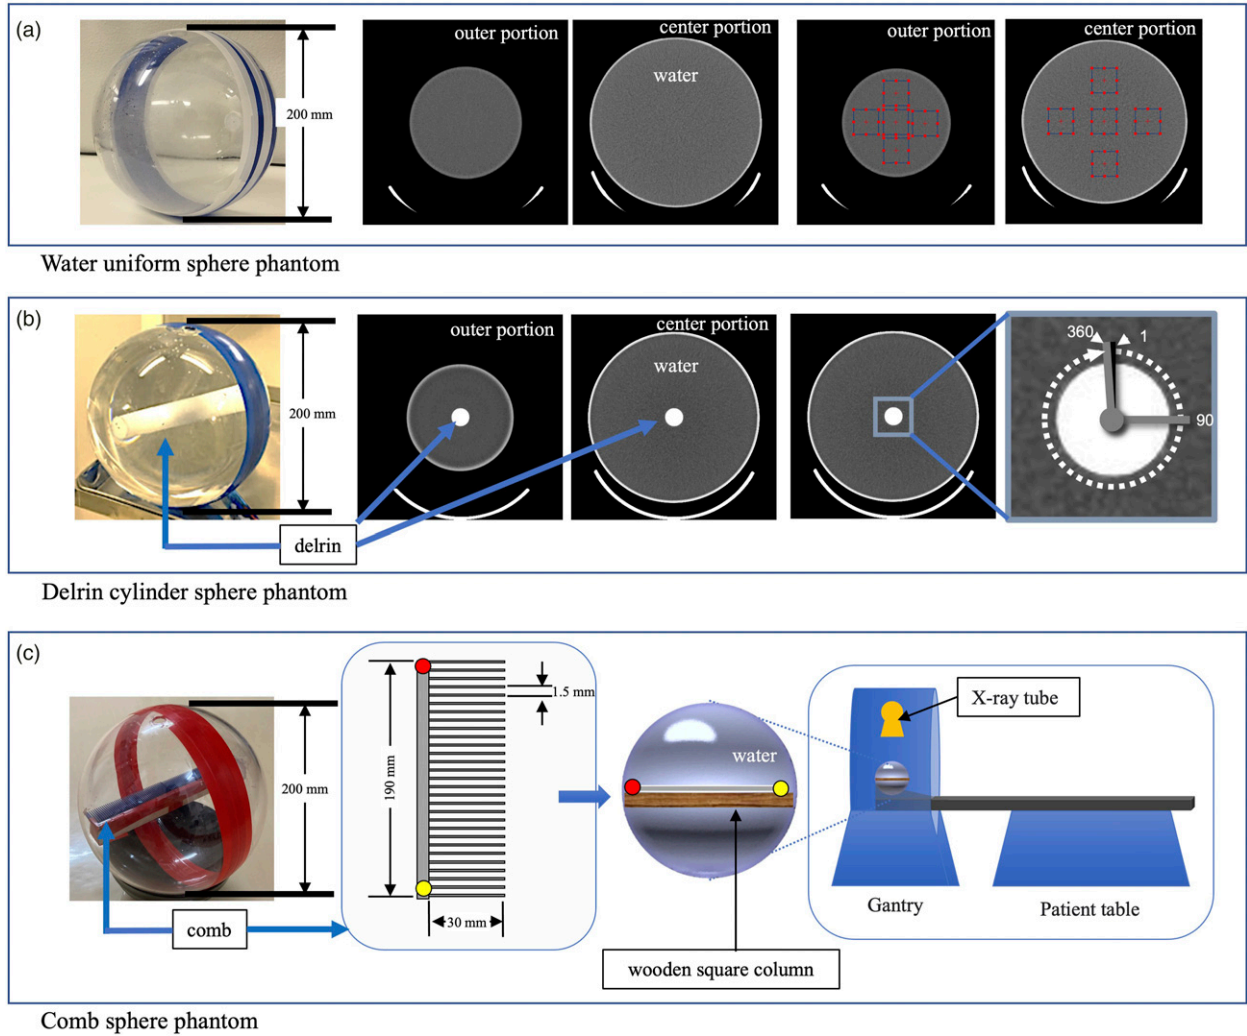 (a)
200 mm
outer portion
center portion
water
outer portion
center portion
Water uniform sphere phantom
(b)
200 mm
outer portion
center portion
water
360
1
90
delrin
Delrin cylinder sphere phantom
(c)
200 mm
190 mm
1.5 mm
30 mm
comb
water
wooden square column
X-ray tube
Gantry
Patient table
Comb sphere phantom